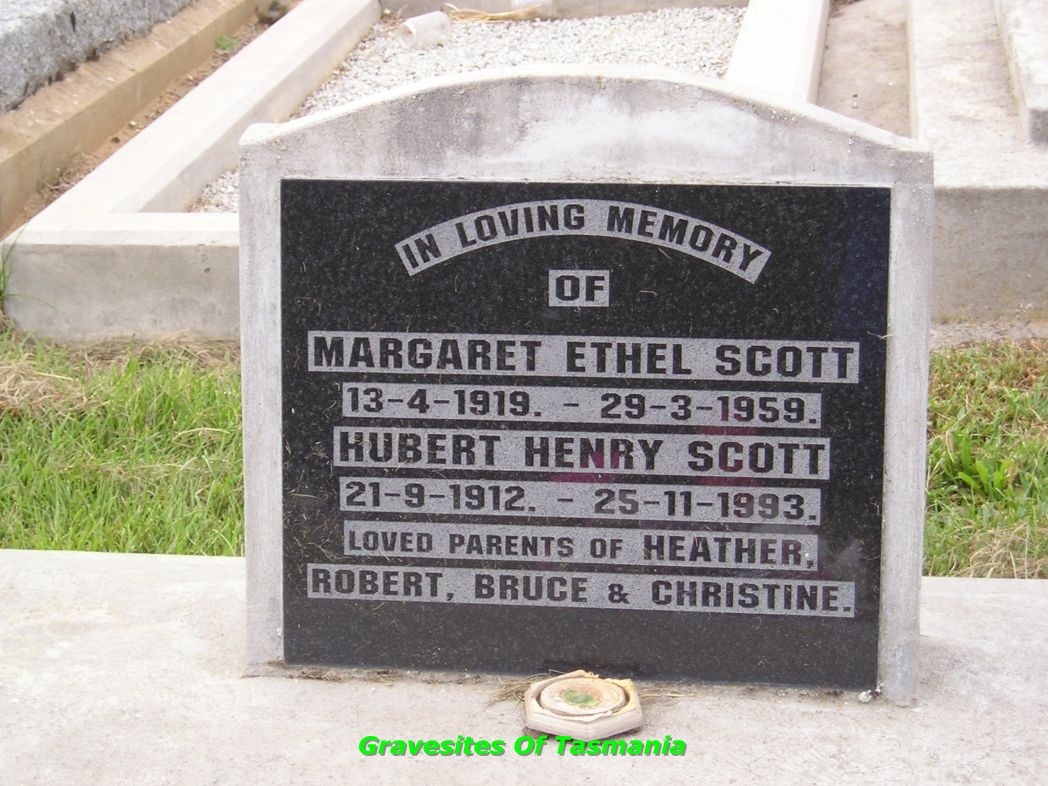 IN LOVING MEMORY
OF
MARGARET ETHEL SCOTT
13-4-1919. - 29-3-1959.
HUBERT HENRY SCOTT
21-9-1912. - 25-11-1993.
LOVED PARENTS OF HEATHER,
ROBERT, BRUCE & CHRISTINE.
Gravesites Of Tasmania